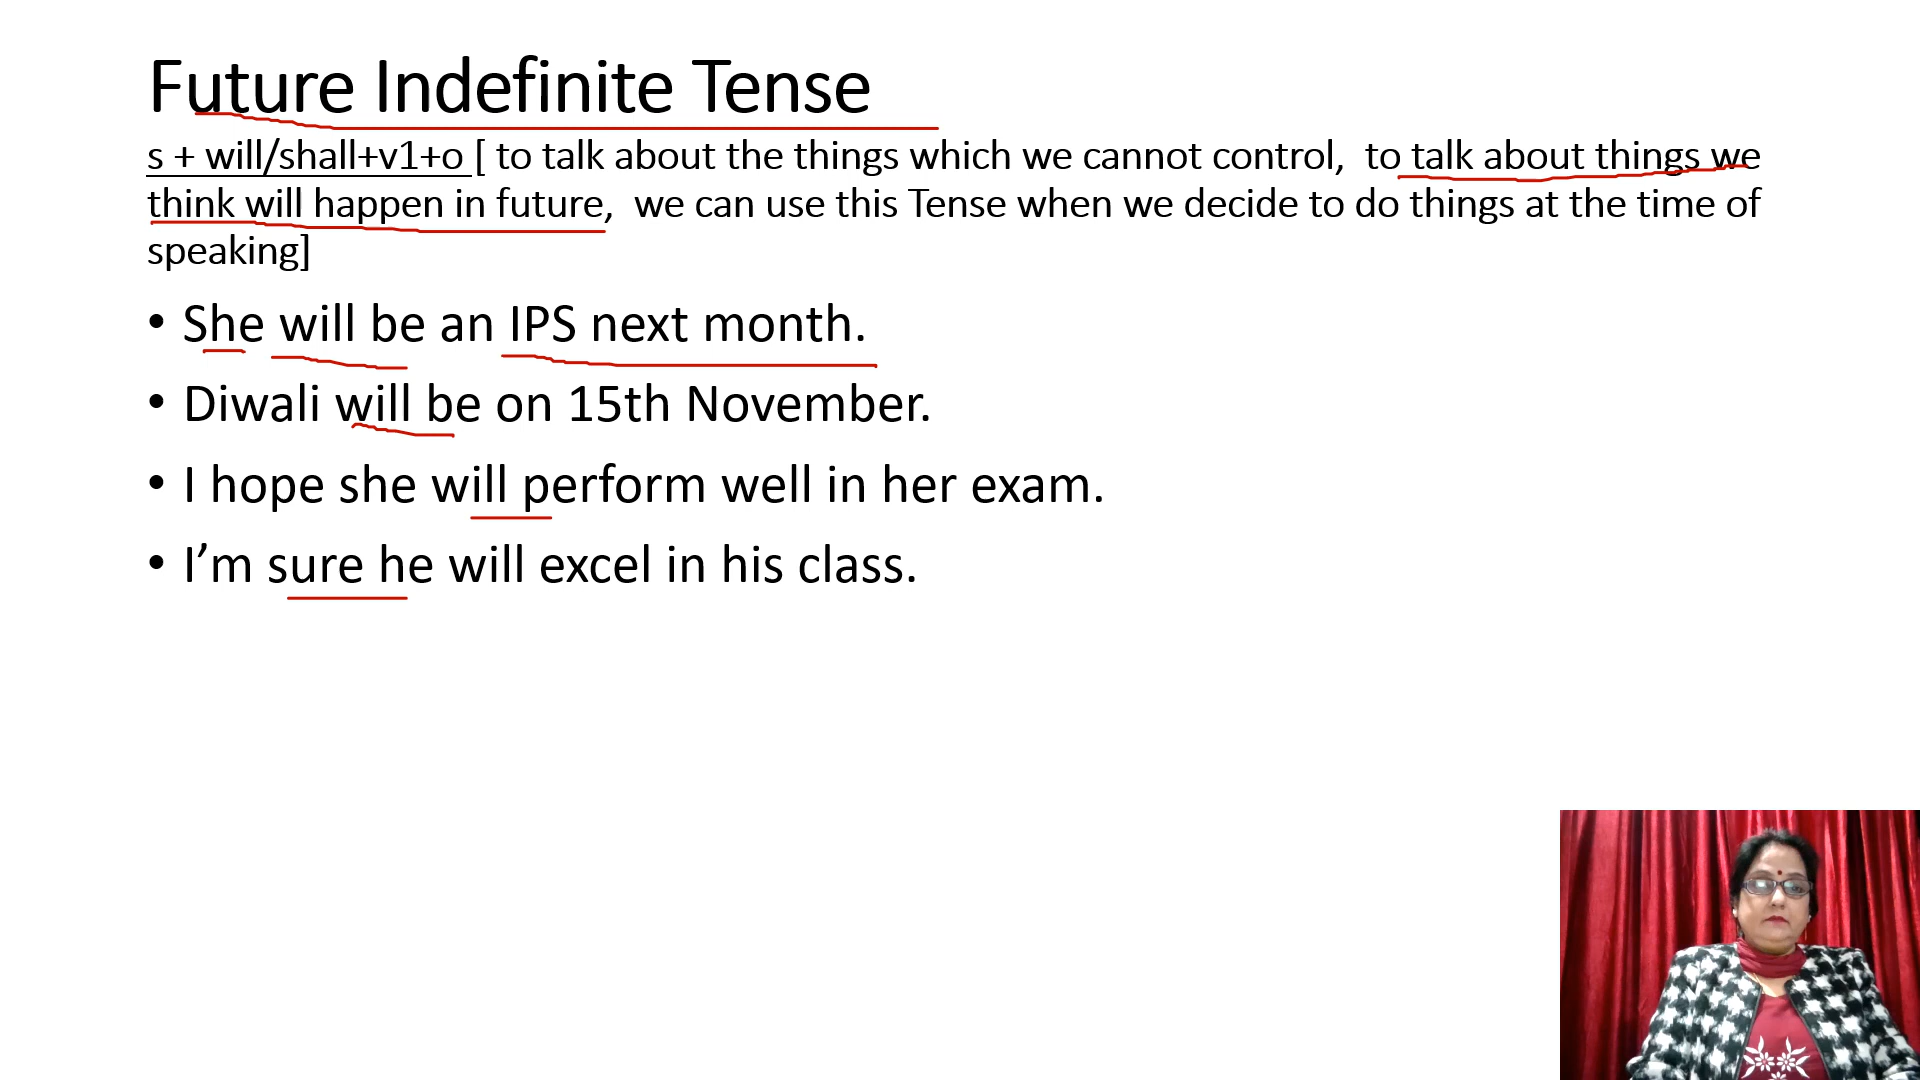 Future Indefinite Tense
s + will/shall+v1+o [ to talk about the things which we cannot control, to talk about things we
think will happen in future, we can use this Tense when we decide to do things at the time of
speaking]
• She will be an IPS next month.
• Diwali will be on 15th November.
• I hope she will perform well in her exam.
• I’m sure he will excel in his class.